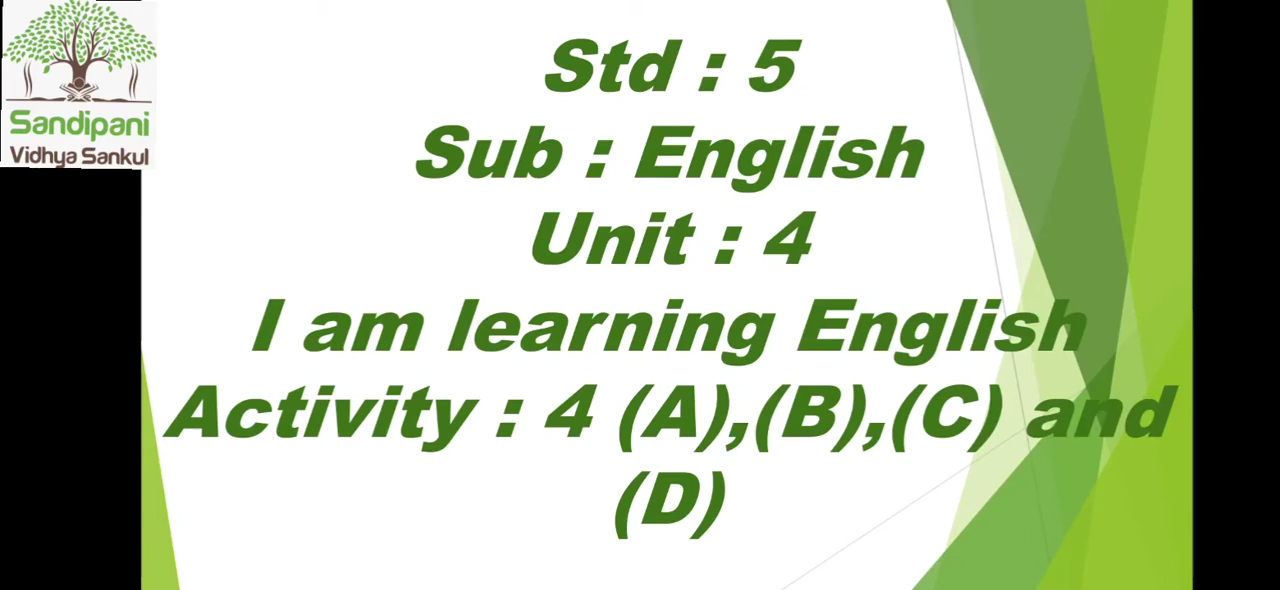 Sandipani
Vidhya Sankul
Std : 5
Sub : English
Unit : 4
I am learning English
Activity : 4 (A),(B),(C) and
(D)